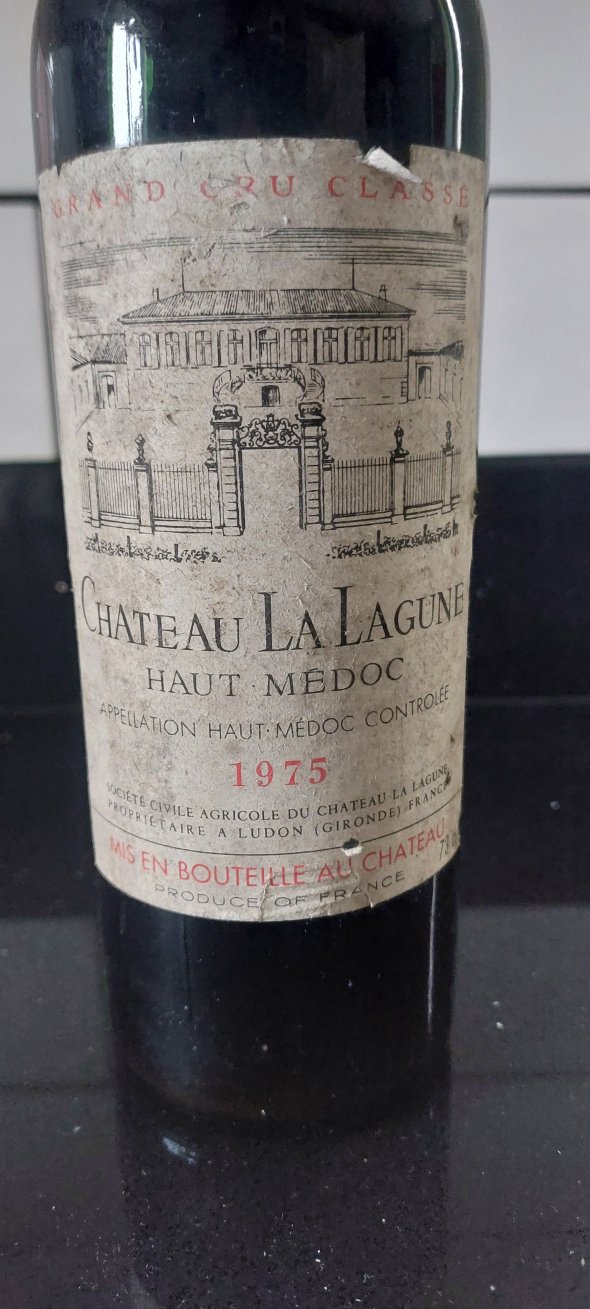 GRAND CRU CLASSÉ
CHATEAU LA LAGUNE
HAUT-MÉDOC
APPELLATION HAUT-MÉDOC CONTROLÉE
1975
SOCIÉTÉ CIVILE AGRICOLE DU CHATEAU LA LAGUNE
PROPRIÉTAIRE A LUDON (GIRONDE) FRANCE
MIS EN BOUTEILLE AU CHATEAU
PRODUCE OF FRANCE